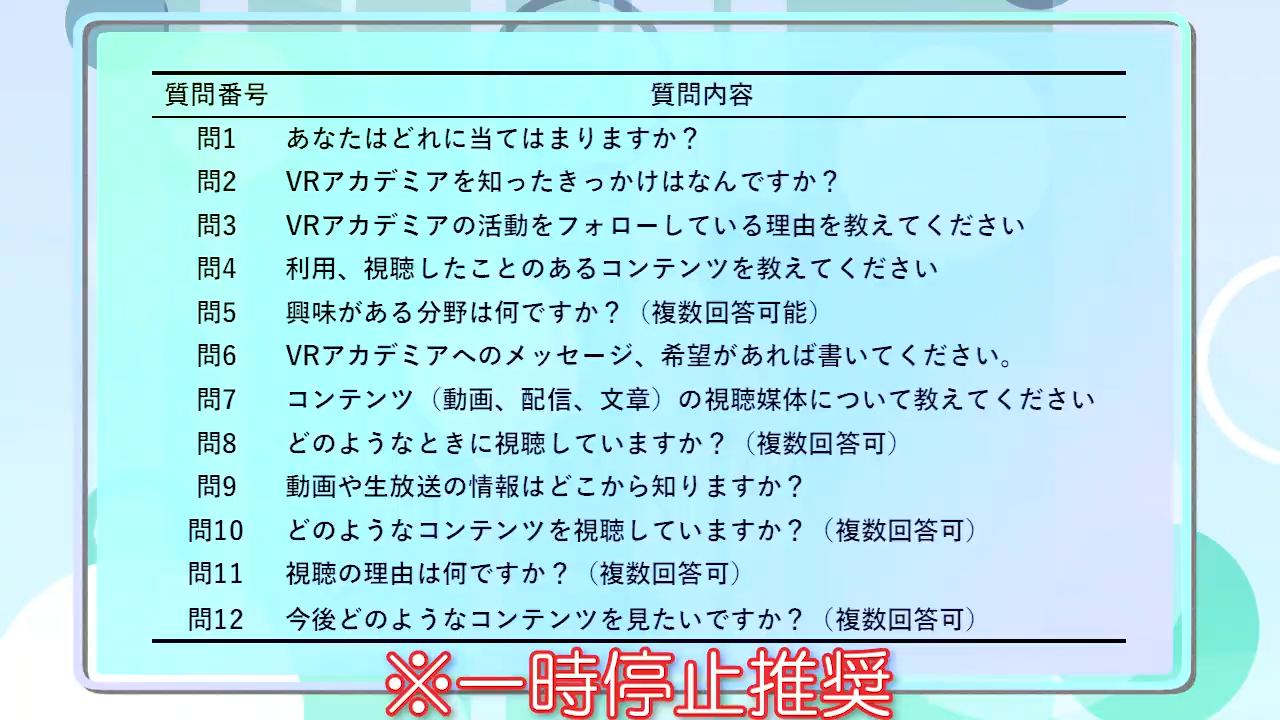 質問番号 質問内容
問1 あなたはどれに当てはまりますか？
問2 VRアカデミアを知ったきっかけはなんですか？
問3 VRアカデミアの活動をフォローしている理由を教えてください
問4 利用、視聴したことのあるコンテンツを教えてください
問5 興味がある分野は何ですか？（複数回答可能）
問6 VRアカデミアへのメッセージ、希望があれば書いてください。
問7 コンテンツ（動画、配信、文章）の視聴媒体について教えてください
問8 どのようなときに視聴していますか？（複数回答可）
問9 動画や生放送の情報はどこから知りますか？
問10 どのようなコンテンツを視聴していますか？（複数回答可）
問11 視聴の理由は何ですか？（複数回答可）
問12 今後どのようなコンテンツを見たいですか？（複数回答可）
※一時停止推奨